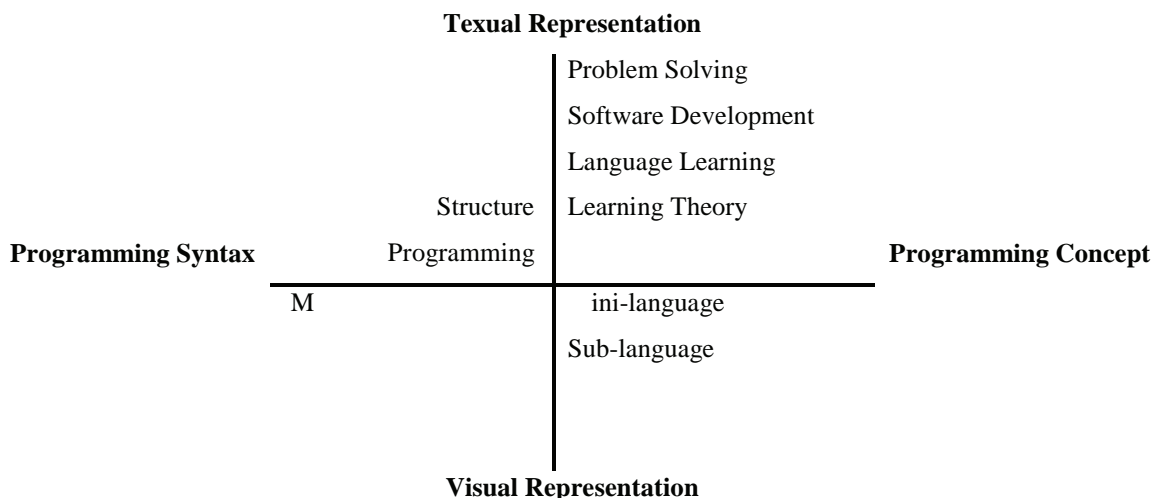 Texual Representation
Problem Solving
Software Development
Language Learning
Structure Learning Theory
Programming Syntax Programming Programming Concept
M ini-language
Sub-language
Visual Representation